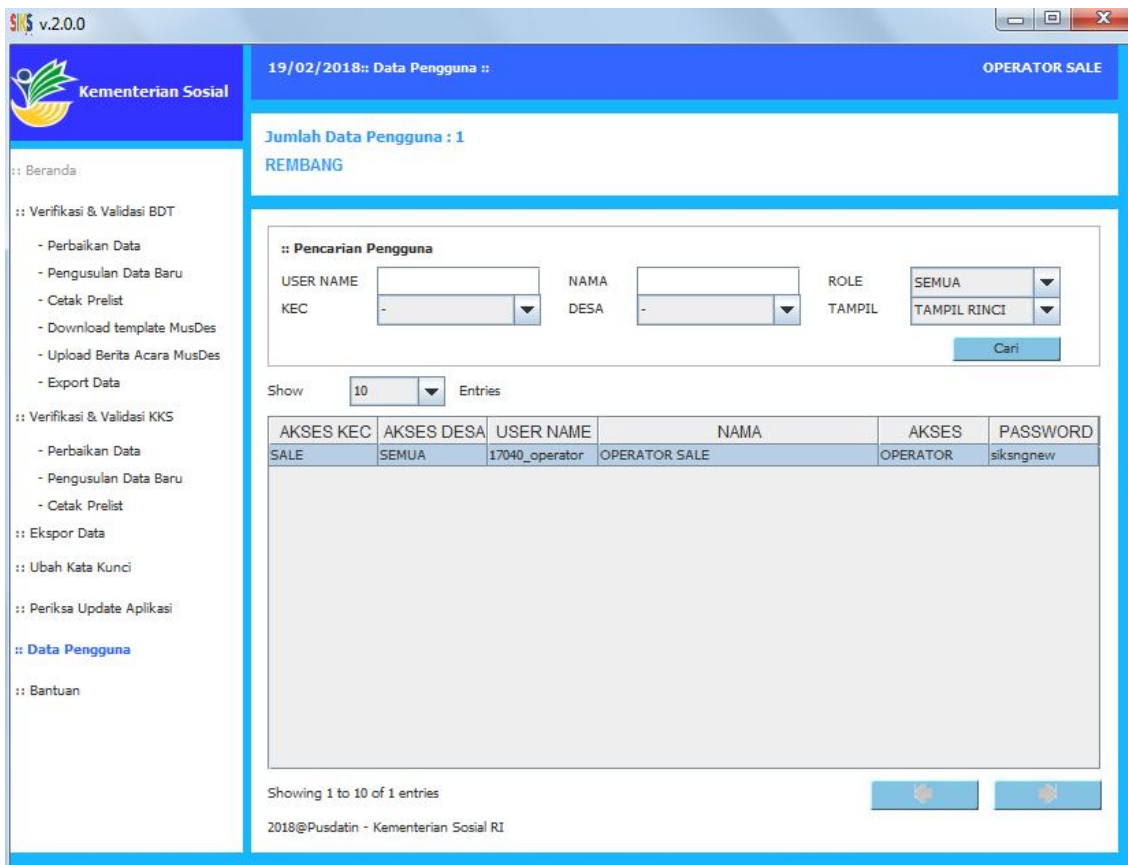 SIKS v.2.0.0
Kementerian Sosial
19/02/2018:: Data Pengguna ::
OPERATOR SALE
Jumlah Data Pengguna : 1
REMBANG
:: Beranda
:: Verifikasi & Validasi BDT
- Perbaikan Data
- Pengusulan Data Baru
- Cetak Prelist
- Download template MusDes
- Upload Berita Acara MusDes
- Export Data
:: Verifikasi & Validasi KKS
- Perbaikan Data
- Pengusulan Data Baru
- Cetak Prelist
:: Ekspor Data
:: Ubah Kata Kunci
:: Periksa Update Aplikasi
:: Data Pengguna
:: Bantuan
:: Pencarian Pengguna
USER NAME NAMA ROLE SEMUA
KEC - DESA - TAMPIL TAMPIL RINCI
Cari
Show 10 Entries
AKSES KEC AKSES DESA USER NAME NAMA AKSES PASSWORD
SALE SEMUA 17040_operator OPERATOR SALE OPERATOR siksngnew
Showing 1 to 10 of 1 entries
2018@Pusdatin - Kementerian Sosial RI